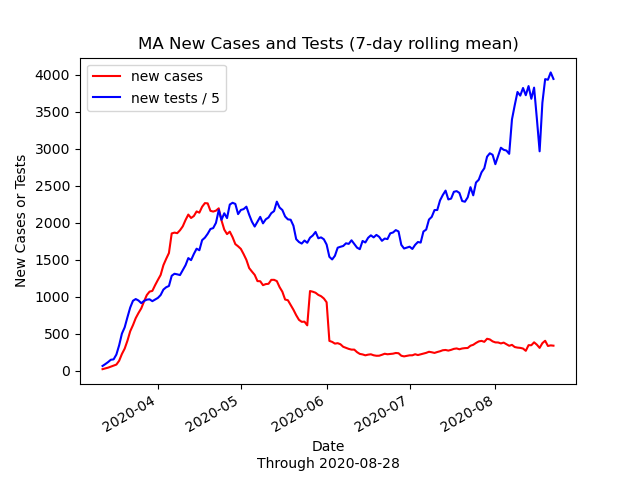 MA New Cases and Tests (7-day rolling mean)
new cases
new tests / 5
New Cases or Tests
4000
3500
3000
2500
2000
1500
1000
500
0
2020-04
2020-05
2020-06
2020-07
2020-08
Date
Through 2020-08-28